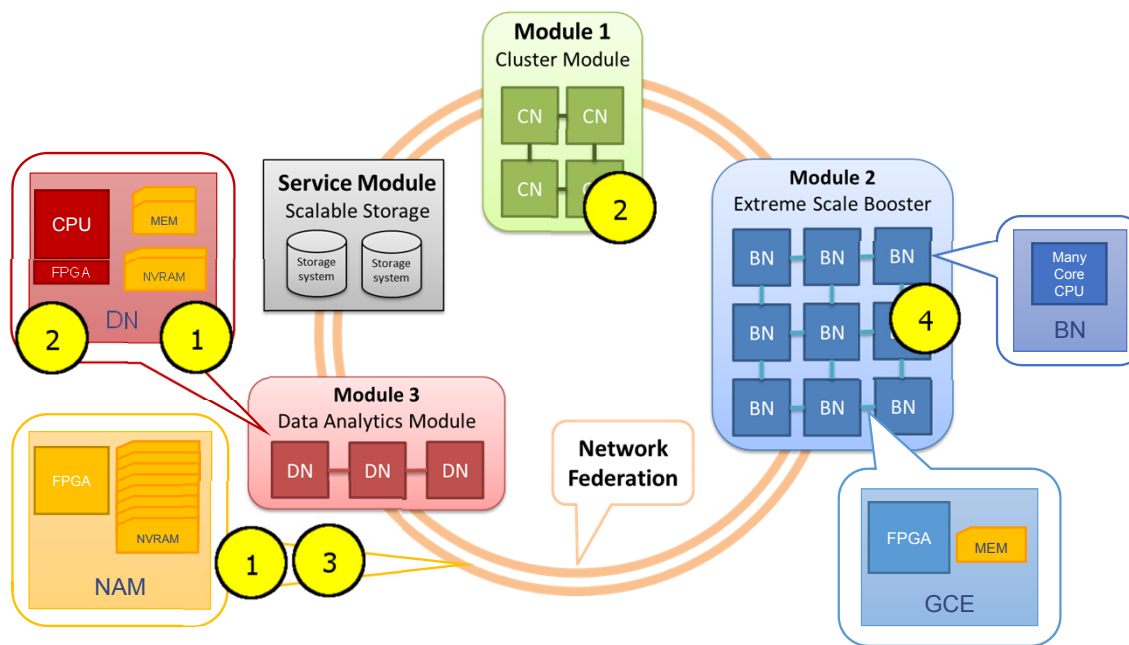 Module 1
Cluster Module
CN
CN
CN
2
Service Module
Scalable Storage
Storage
system
Storage
system
Module 2
Extreme Scale Booster
BN
BN
BN
BN
BN
4
BN
BN
BN
Many
Core
CPU
BN
CPU
MEM
FPGA
NVRAM
DN
2
1
Module 3
Data Analytics Module
DN
DN
DN
Network
Federation
FPGA
NVRAM
NAM
1
3
FPGA
MEM
GCE